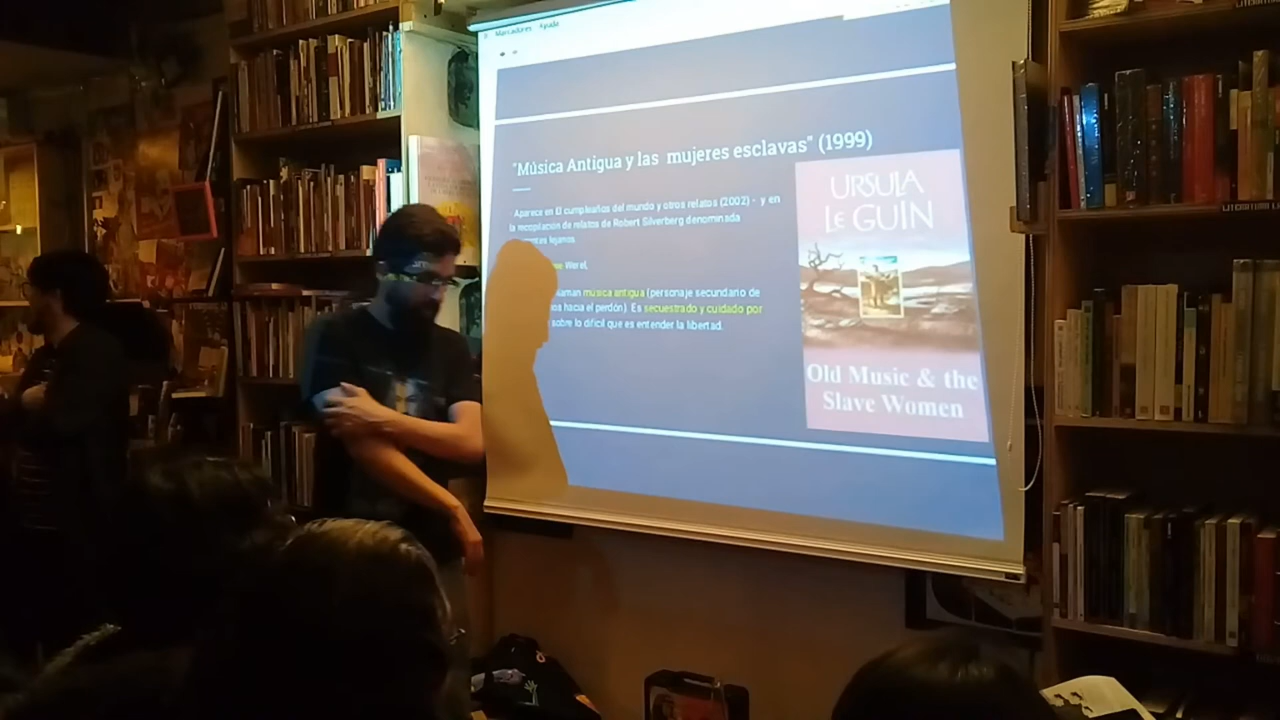 Marcadores Ayuda
"Mùsica Antigua y las mujeres esclavas" (1999)
Aparece en El cumpleaños del mundo y otros relatos (2002) - y en
la recopilación de relatos de Robert Silverberg denominada
lejanos
Werel,
música antigua (personaje secundario de
hacia el perdón). Es secuestrado y cuidado por
sobre lo difícil que es entender la libertad.
URSULA
LE GUIN
Old Music & the
Slave Women